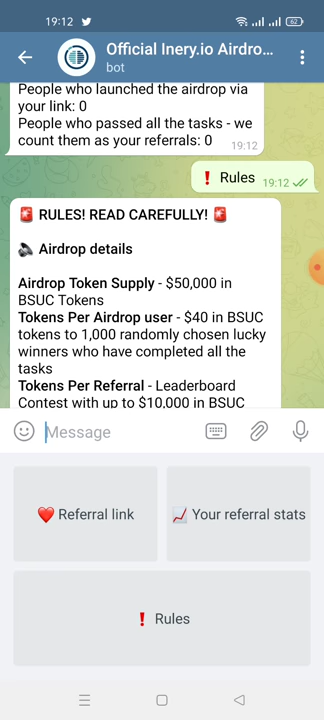 19:12
62
Official Inery.io Airdro...
bot
People who launched the airdrop via
your link: 0
People who passed all the tasks - we
count them as your referrals: 0
19:12
❗ Rules 19:12
🚨 RULES! READ CAREFULLY! 🚨
🔈 Airdrop details
Airdrop Token Supply - $50,000 in
BSUC Tokens
Tokens Per Airdrop user - $40 in BSUC
tokens to 1,000 randomly chosen lucky
winners who have completed all the
tasks
Tokens Per Referral - Leaderboard
Contest with up to $10,000 in BSUC
Message
❤️ Referral link
📈 Your referral stats
❗ Rules